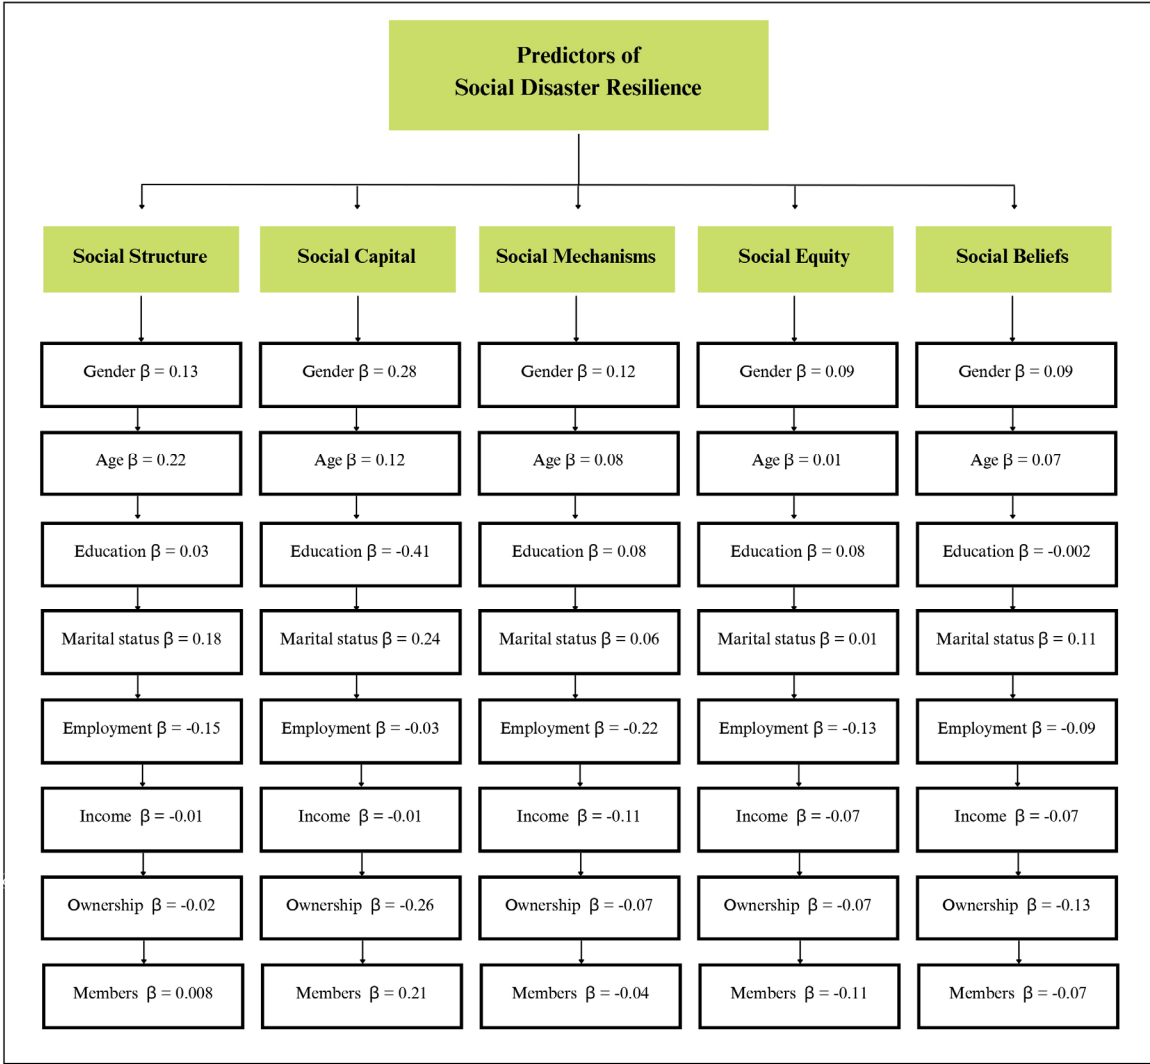 Predictors of
Social Disaster Resilience
Social Structure
Social Capital
Social Mechanisms
Social Equity
Social Beliefs
Gender β = 0.13
Gender β = 0.28
Gender β = 0.12
Gender β = 0.09
Gender β = 0.09
Age β = 0.22
Age β = 0.12
Age β = 0.08
Age β = 0.01
Age β = 0.07
Education β = 0.03
Education β = -0.41
Education β = 0.08
Education β = 0.08
Education β = -0.002
Marital status β = 0.18
Marital status β = 0.24
Marital status β = 0.06
Marital status β = 0.01
Marital status β = 0.11
Employment β = -0.15
Employment β = -0.03
Employment β = -0.22
Employment β = -0.13
Employment β = -0.09
Income β = -0.01
Income β = -0.01
Income β = -0.11
Income β = -0.07
Income β = -0.07
Ownership β = -0.02
Ownership β = -0.26
Ownership β = -0.07
Ownership β = -0.07
Ownership β = -0.13
Members β = 0.008
Members β = 0.21
Members β = -0.04
Members β = -0.11
Members β = -0.07